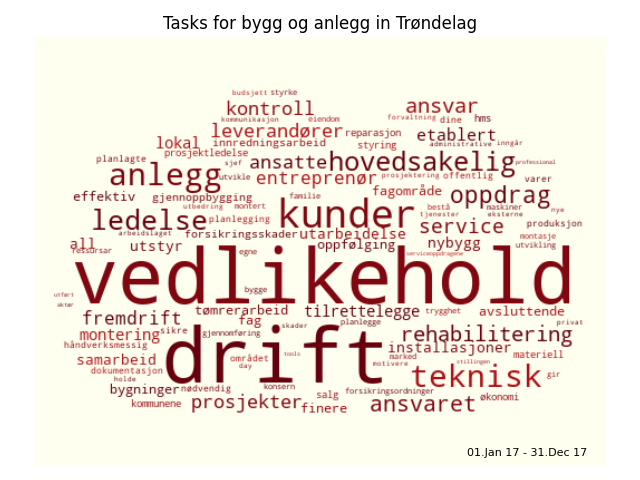 Tasks for bygg og anlegg in Trøndelag
budsjett styrke
kontroll ansvar
kommunikasjon eiendom forvaltning dine hms
leverandører reparasjon etablert
lokal innredningsarbeid styring administrative inngår
prosjektledelse ansatte hovedsakelig
planlagte sjef professional
anlegg utvikle entreprenør prosjektering offentlig varer
effektiv gjennoppbygging montert familie fagområde oppdrag
ledelse planlegging kunder bestå maskiner nye
tjenester eksterne service produksjon
arbeidslaget forsikringsskader utarbeidelse montasje
all utstyr oppfølging nybygg utvikling
ressursar egne serviceoppdragene
vedlikehold
utført bygge
aktør tømrerarbeid tilrettelegge trygghet avsluttende
fremdrift fag skader planlegge privat
montering sikre gjennomføring rehabilitering
håndverksmessig drift installasjoner
samarbeid området tools marked materiell
dokumentasjon day motivere stillingen
holde konsern teknisk gir
bygninger nødvendig forsikringsordninger
salg økonomi
kommunene prosjekter finere ansvaret
01.Jan 17 - 31.Dec 17